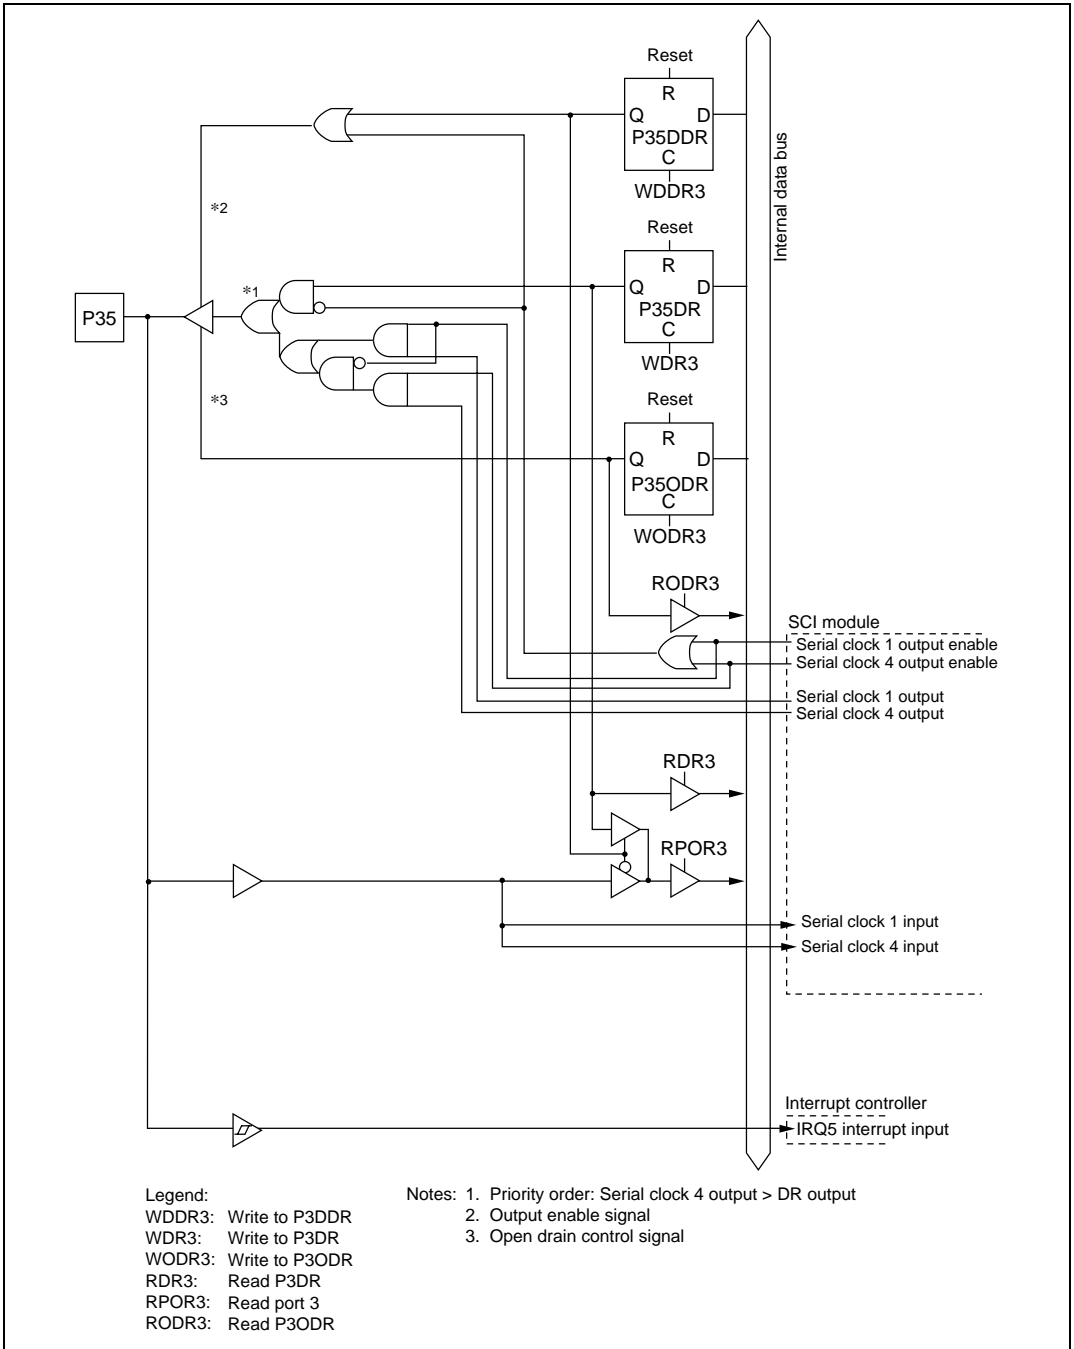 Reset
R
Q D
P35DDR
C
WDDR3
Internal data bus
*2
Reset
R
Q D
P35DR
C
WDR3
*1
P35
*3
Reset
R
Q D
P35ODR
C
WODR3
RODR3
SCI module
Serial clock 1 output enable
Serial clock 4 output enable
Serial clock 1 output
Serial clock 4 output
RDR3
RPOR3
Serial clock 1 input
Serial clock 4 input
Interrupt controller
IRQ5 interrupt input
Legend:
WDDR3: Write to P3DDR
WDR3: Write to P3DR
WODR3: Write to P3ODR
RDR3: Read P3DR
RPOR3: Read port 3
RODR3: Read P3ODR
Notes: 1. Priority order: Serial clock 4 output > DR output
2. Output enable signal
3. Open drain control signal